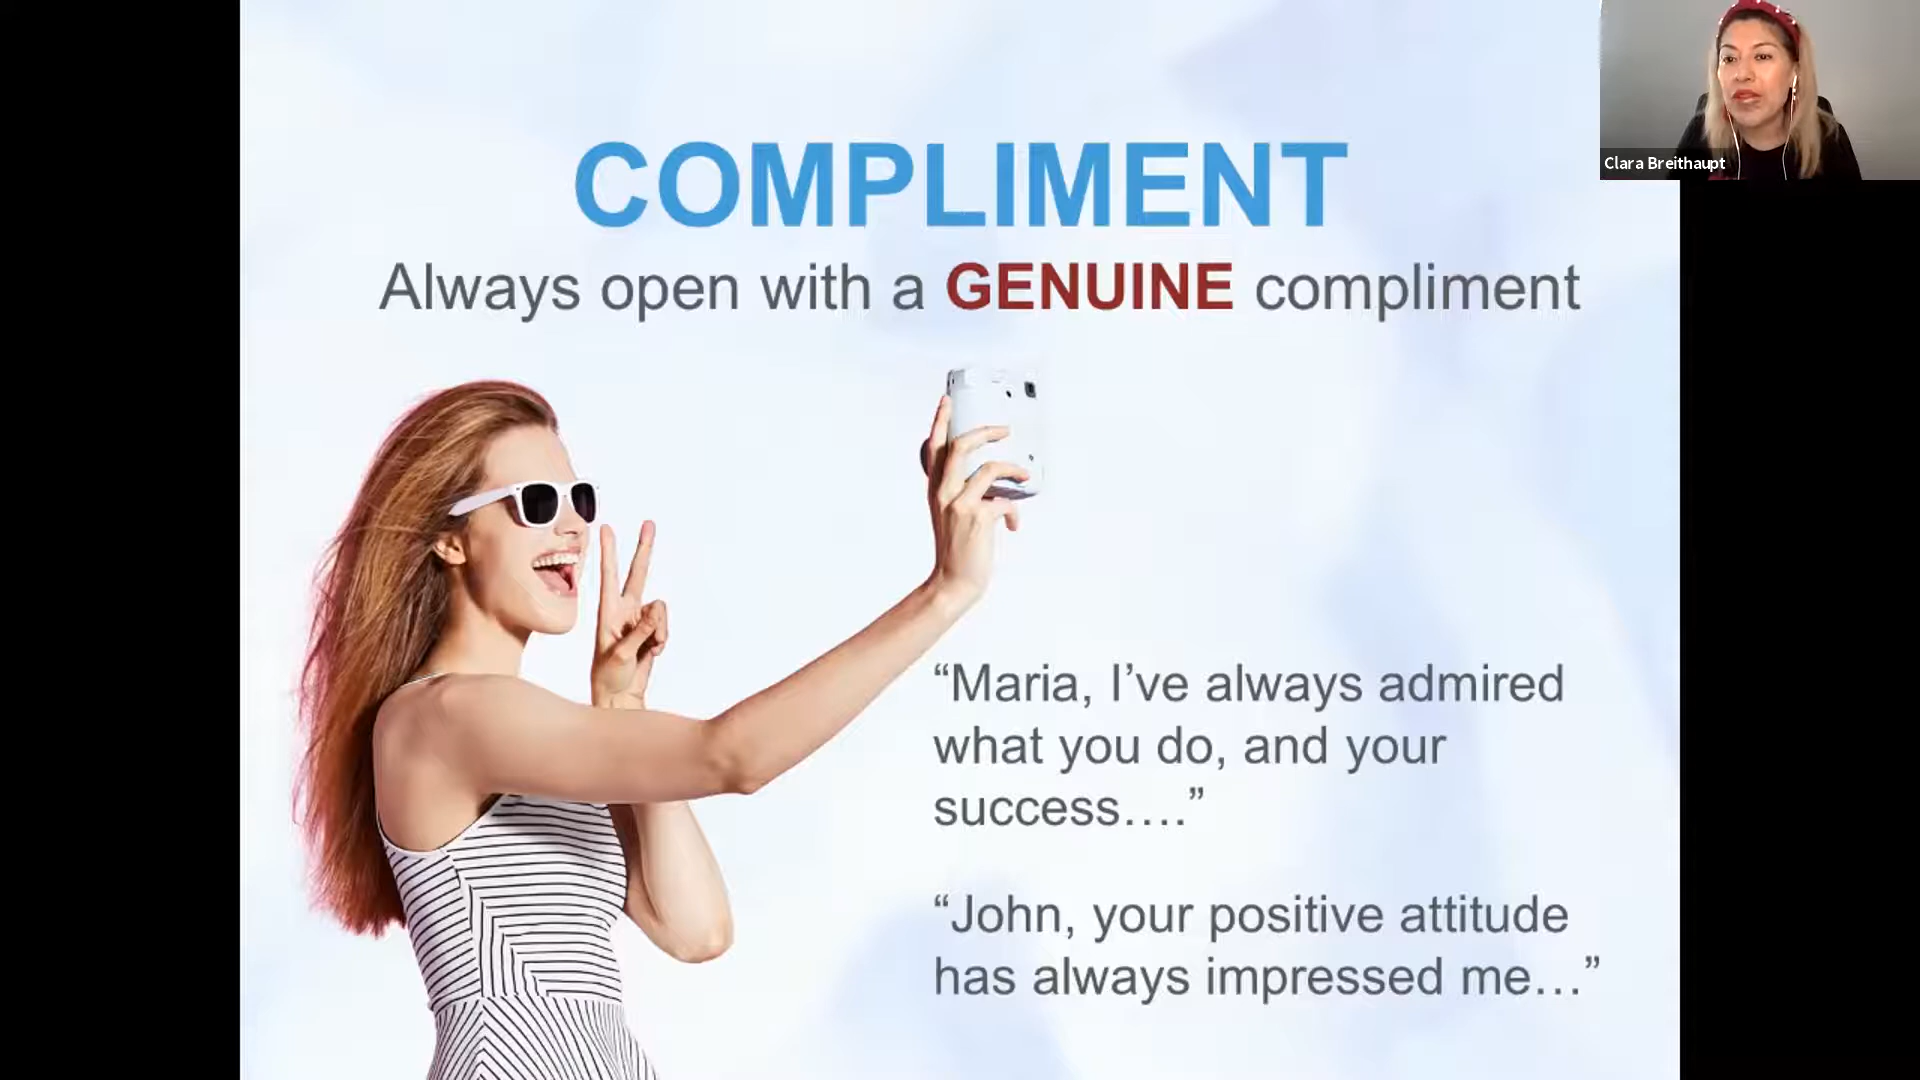 COMPLIMENT
Always open with a GENUINE compliment
“Maria, I’ve always admired
what you do, and your
success….”
“John, your positive attitude
has always impressed me…”
Clara Breithaupt